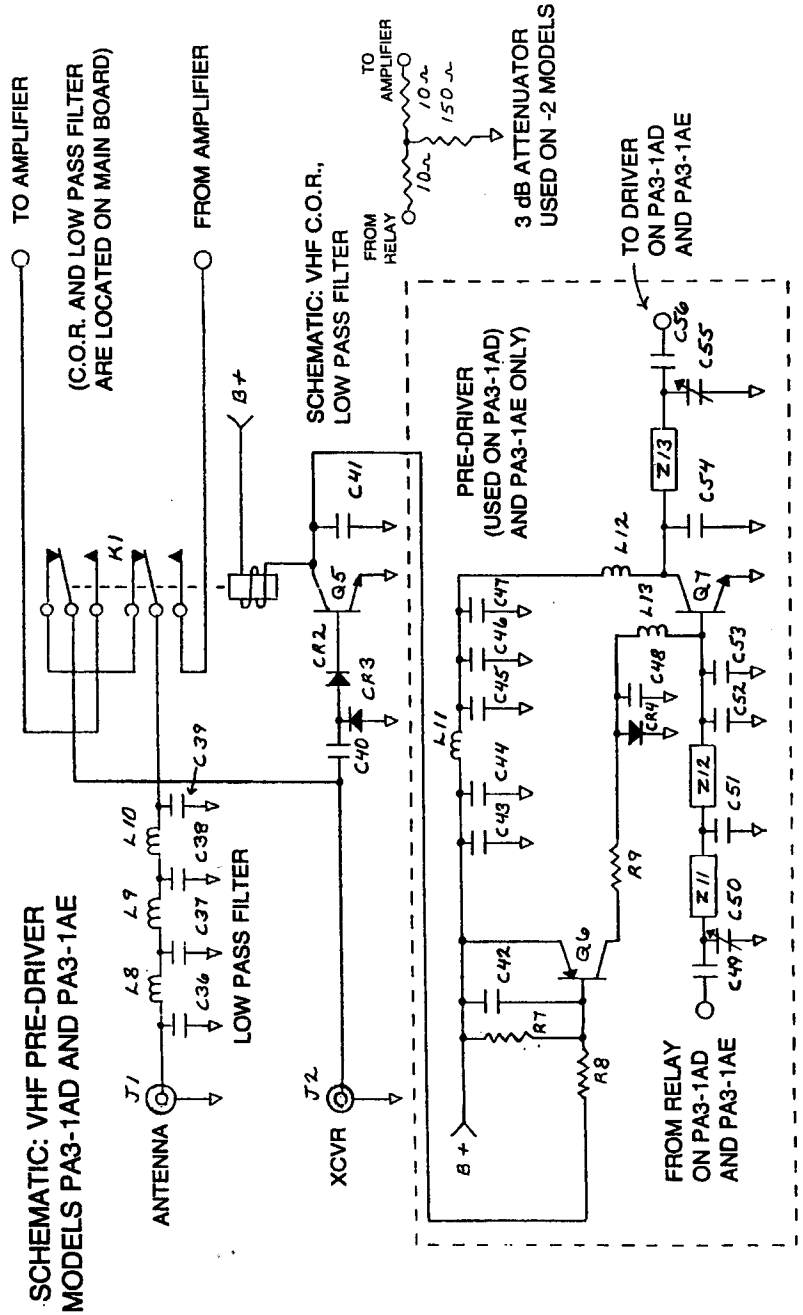 SCHEMATIC: VHF PRE-DRIVER
MODELS PA3-1AD AND PA3-1AE
TO AMPLIFIER
(C.O.R. AND LOW PASS FILTER
ARE LOCATED ON MAIN BOARD)
FROM AMPLIFIER
K1
B+
J1
ANTENNA
L8
L9
L10
C36
C37
C38
C39
LOW PASS FILTER
J2
XCVR
C40
CR2
CR3
Q5
C41
SCHEMATIC: VHF C.O.R.,
LOW PASS FILTER
FROM
RELAY
TO
AMPLIFIER
10Ω
10Ω
150Ω
3 dB ATTENUATOR
USED ON -2 MODELS
PRE-DRIVER
(USED ON PA3-1AD)
AND PA3-1AE ONLY)
B+
R7
C42
R8
Q6
C43
C44
L11
C45
C46
C47
R9
CR4
C48
L13
L12
Q7
C54
Z13
C55
C56
TO DRIVER
ON PA3-1AD
AND PA3-1AE
FROM RELAY
ON PA3-1AD
AND PA3-1AE
C49
C50
Z11
C51
Z12
C52
C53